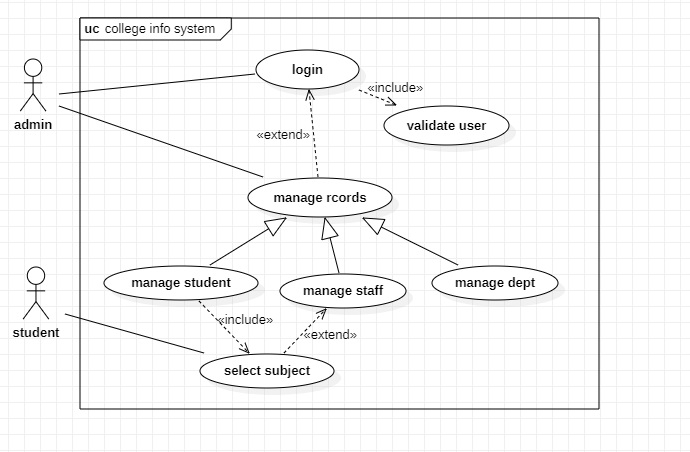 uc college info system
login
«include»
admin
validate user
«extend»
manage rcords
manage student
manage staff
manage dept
«include»
student
«extend»
select subject